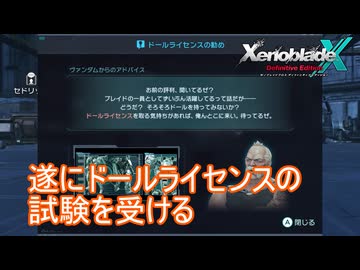 ドールライセンスの勧め
XenobladeX
Definitive Edition
セドリッ
ヴァンダムからのアドバイス
お前の評判、聞いてるぜ?
ブレイドの一員としてずいぶん活躍してるって話だが――
どうだ? そろそろドールを持ってみないか?
ドールライセンスを取る気持ちがあれば、俺んとこに来い。待ってるぜ。
遂にドールライセンスの
試験を受ける
A 閉じる